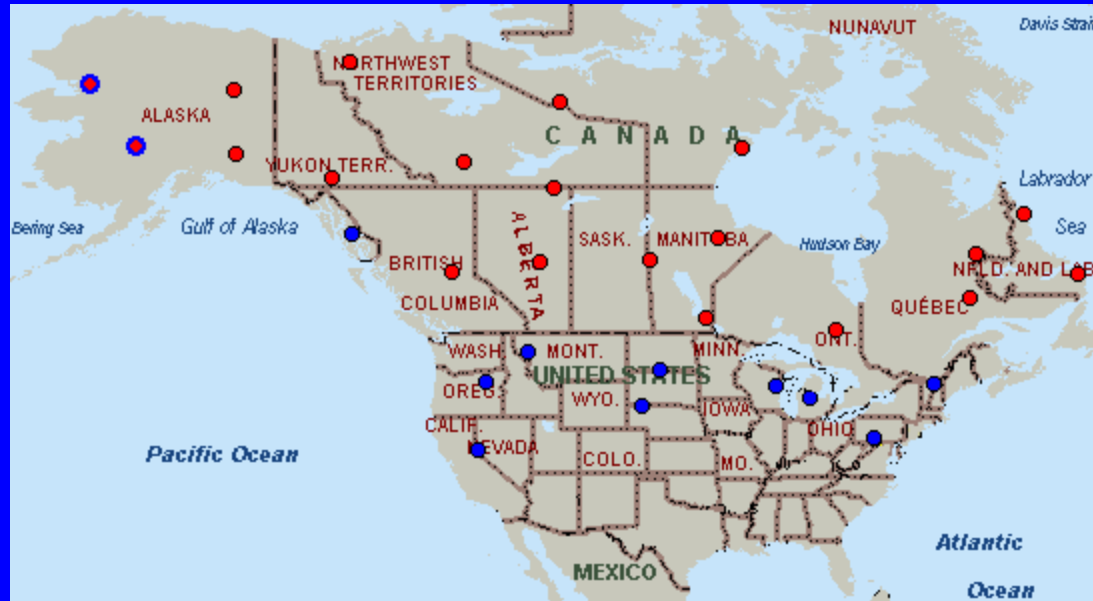 NUNAVUT
Davis Strai
NORTHWEST
TERRITORIES
ALASKA
CANADA
YUKON TERR.
Labrador
Sea
Bering Sea
Gulf of Alaska
ALBERTA
SASK.
MANITOBA
Hudson Bay
BRITISH
COLUMBIA
NFLD. AND LAB
QUÉBEC
ONT.
WASH.
MONT.
MINN.
UNITED STATES
OREG.
WYO.
IOWA
CALIF.
NEVADA
OHIO
Pacific Ocean
COLO.
MO.
Atlantic
Ocean
MEXICO